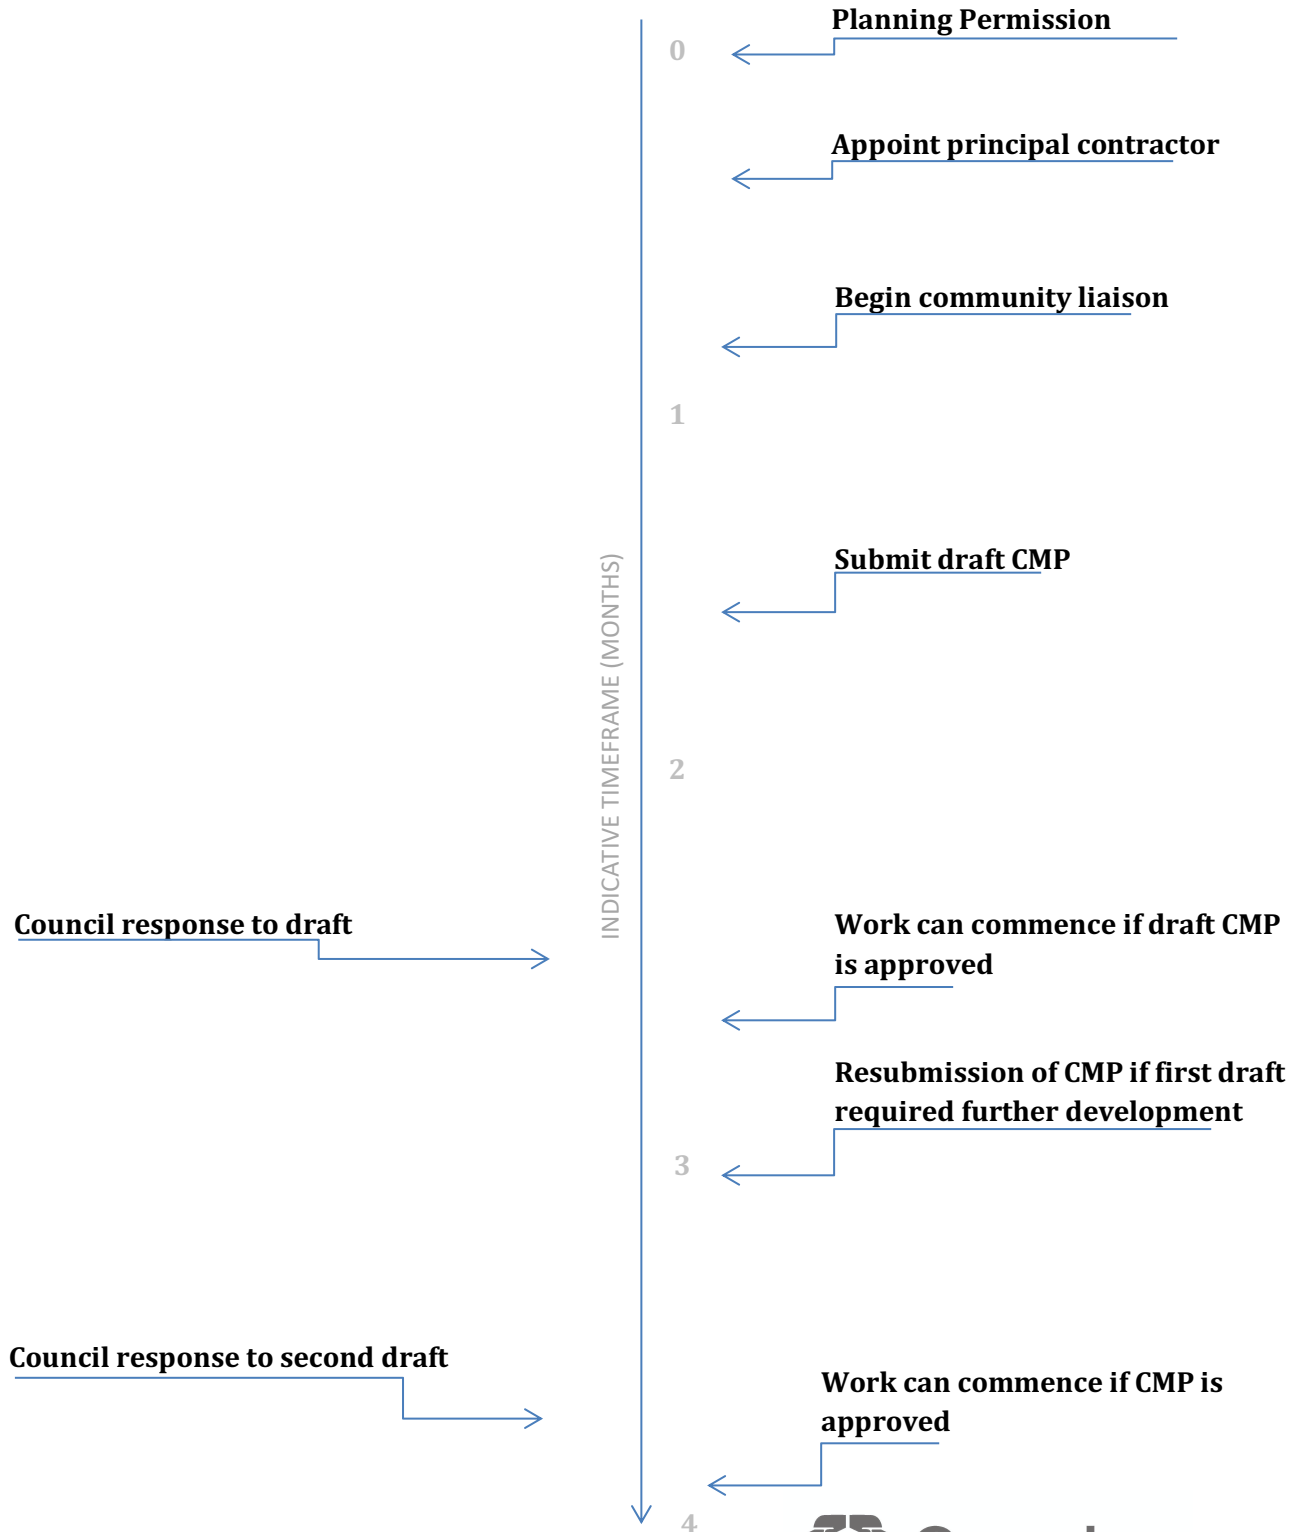 Planning Permission
0
Appoint principal contractor
Begin community liaison
1
Submit draft CMP
INDICATIVE TIMEFRAME (MONTHS)
2
Council response to draft
Work can commence if draft CMP
is approved
Resubmission of CMP if first draft
required further development
3
Council response to second draft
Work can commence if CMP is
approved
4